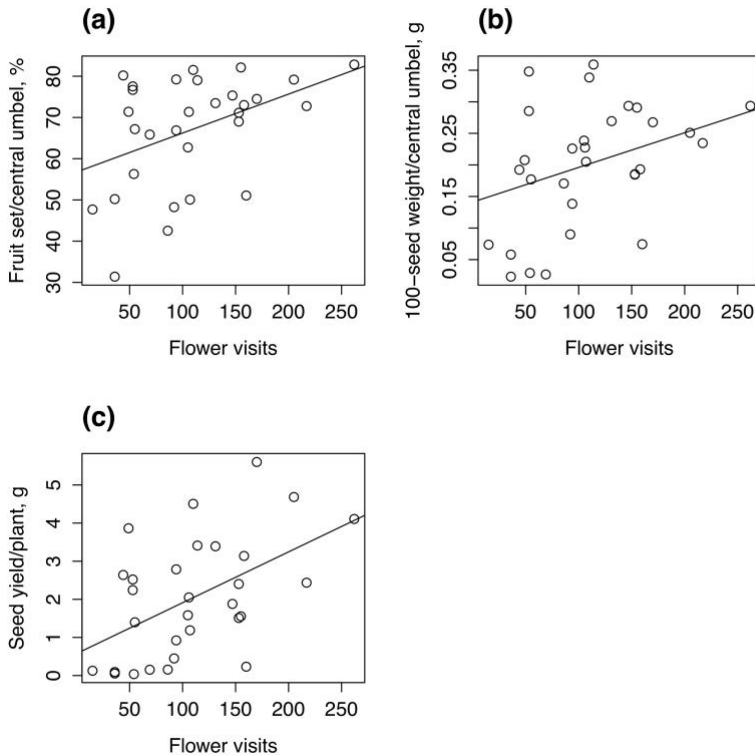 (a)
Fruit set/central umbel, %
30 40 50 60 70 80
50 100 150 200 250
Flower visits
(b)
100−seed weight/central umbel, g
0.05 0.15 0.25 0.35
50 100 150 200 250
Flower visits
(c)
Seed yield/plant, g
0 1 2 3 4 5
50 100 150 200 250
Flower visits